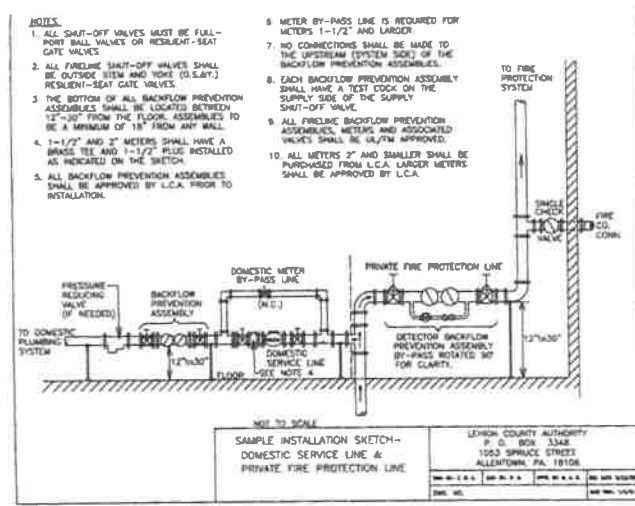 NOTES
1. ALL SHUT-OFF VALVES MUST BE FULL-
PORT BALL VALVES OR RESILIENT-SEAT
GATE VALVES
2. ALL FIRELINE SHUT-OFF VALVES SHALL
BE OUTSIDE STEM AND YOKE (O.S.&Y.)
RESILIENT-SEAT GATE VALVES.
3. THE BOTTOM OF ALL BACKFLOW PREVENTION
ASSEMBLIES SHALL BE LOCATED BETWEEN
12"-30" FROM THE FLOOR. ASSEMBLIES TO
BE A MINIMUM OF 18" FROM ANY WALL.
4. 1-1/2" AND 2" METERS SHALL HAVE A
BRASS TEE AND 1-1/2" PLUG INSTALLED
AS INDICATED ON THE SKETCH.
5. ALL BACKFLOW PREVENTION ASSEMBLIES
SHALL BE APPROVED BY L.C.A. PRIOR TO
INSTALLATION.
6. METER BY-PASS LINE IS REQUIRED FOR
METERS 1-1/2" AND LARGER.
7. NO CONNECTIONS SHALL BE MADE TO
THE UPSTREAM (SYSTEM SIDE) OF THE
BACKFLOW PREVENTION ASSEMBLIES.
8. EACH BACKFLOW PREVENTION ASSEMBLY
SHALL HAVE A TEST COCK ON THE
SUPPLY SIDE OF THE SUPPLY
SHUT-OFF VALVE.
9. ALL FIRELINE BACKFLOW PREVENTION
ASSEMBLIES, METERS AND ASSOCIATED
VALVES SHALL BE UL/FM APPROVED.
10. ALL METERS 2" AND SMALLER SHALL BE
PURCHASED FROM L.C.A. LARGER METERS
SHALL BE APPROVED BY L.C.A.
TO FIRE
PROTECTION
SYSTEM
SINGLE
CHECK
VALVE
FIRE
CO.
CONN.
PRIVATE FIRE PROTECTION LINE
DOMESTIC METER
BY-PASS LINE
(N.C.)
PRESSURE
REDUCING
VALVE
(IF NEEDED)
BACKFLOW
PREVENTION
ASSEMBLY
TO DOMESTIC
PLUMBING
SYSTEM
12"to30"
FLOOR
DOMESTIC
SERVICE LINE
SEE NOTE 4
DETECTOR BACKFLOW
PREVENTION ASSEMBLY
BY-PASS ROTATED 90°
FOR CLARITY.
12"to30"
NOT TO SCALE
SAMPLE INSTALLATION SKETCH-
DOMESTIC SERVICE LINE &
PRIVATE FIRE PROTECTION LINE
LEHIGH COUNTY AUTHORITY
P. O. BOX 3348
1053 SPRUCE STREET
ALLENTOWN, PA. 18106
DWG. NO.